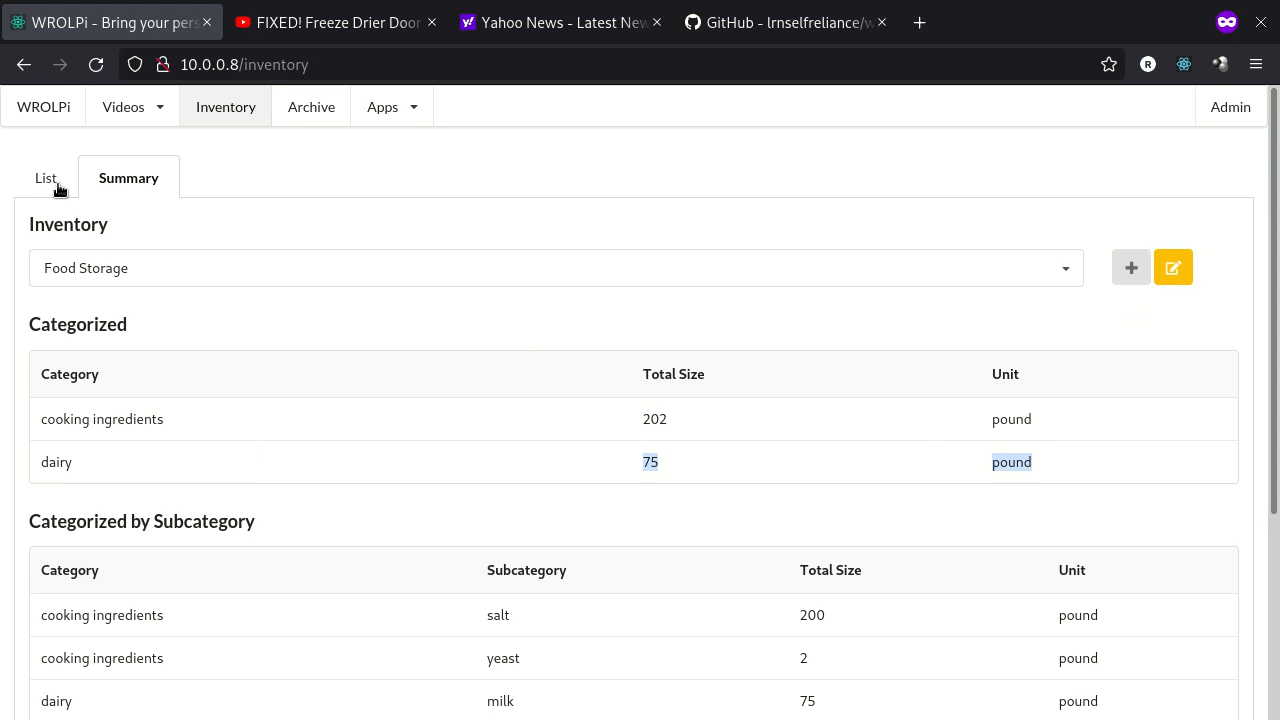 WROLPi - Bring your pers
FIXED! Freeze Drier Door
Yahoo News - Latest New
GitHub - lrnselfreliance/w
10.0.0.8/inventory
WROLPi Videos Inventory Archive Apps Admin
List Summary
Inventory
Food Storage
Categorized
Category Total Size Unit
cooking ingredients 202 pound
dairy 75 pound
Categorized by Subcategory
Category Subcategory Total Size Unit
cooking ingredients salt 200 pound
cooking ingredients yeast 2 pound
dairy milk 75 pound